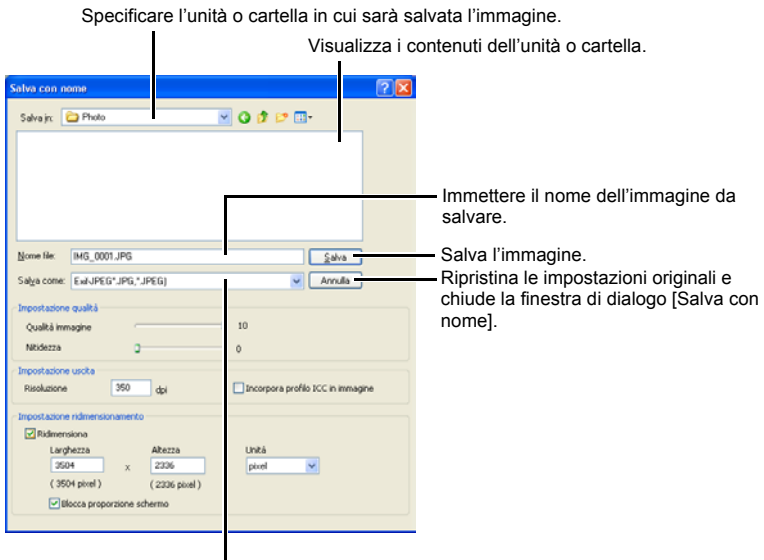 Specificare l'unità o cartella in cui sarà salvata l'immagine.
Visualizza i contenuti dell'unità o cartella.
Salva con nome
Salva in: Photo
Immettere il nome dell'immagine da
salvare.
Nome file: IMG_0001.JPG Salva
Salva l'immagine.
Salva come: Exif-JPEG*.JPG,*.JPEG) Annulla
Ripristina le impostazioni originali e
chiude la finestra di dialogo [Salva con
nome].
Impostazione qualità
Qualità immagine 10
Nitidezza 0
Impostazione uscita
Risoluzione 350 dpi Incorpora profilo ICC in immagine
Impostazione ridimensionamento
Ridimensiona
Larghezza Altezza Unità
3504 x 2336 pixel
( 3504 pixel ) ( 2336 pixel )
Blocca proporzione schermo